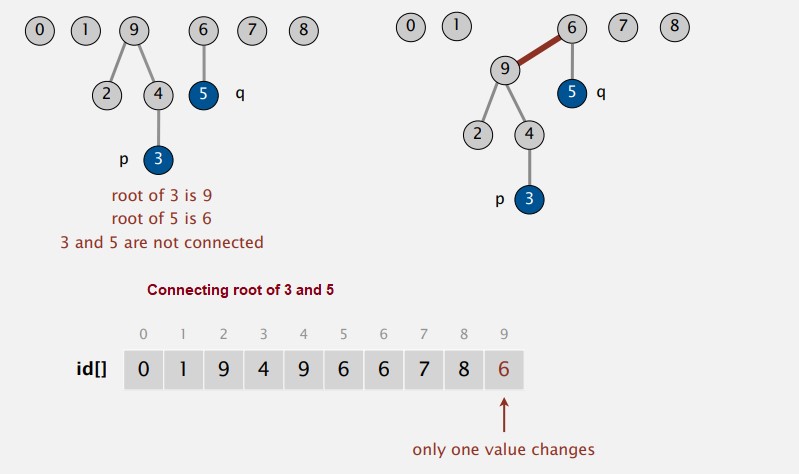 0 1 9 6 7 8
2 4 5 q
p 3
root of 3 is 9
root of 5 is 6
3 and 5 are not connected
0 1 6 7 8
9 5 q
2 4
p 3
Connecting root of 3 and 5
0 1 2 3 4 5 6 7 8 9
id[] 0 1 9 4 9 6 6 7 8 6
only one value changes